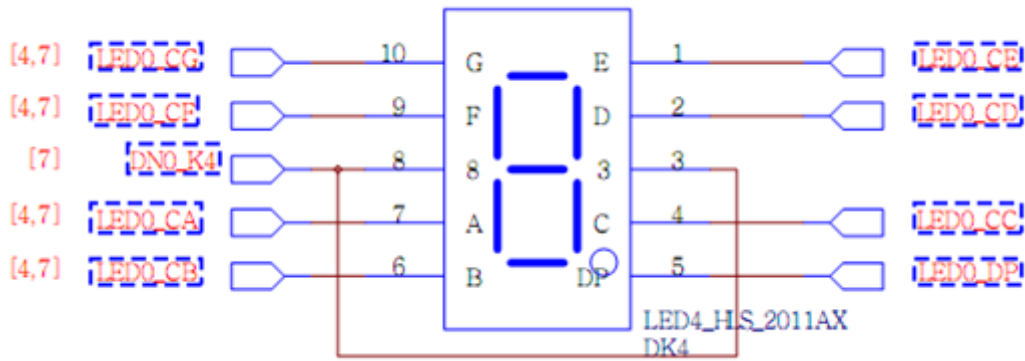 [4,7] LED0_CG 10 G E 1 LED0_CE
[4,7] LED0_CF 9 F D 2 LED0_CD
[7] DN0_K4 8 8 3 3
[4,7] LED0_CA 7 A C 4 LED0_CC
[4,7] LED0_CB 6 B DP 5 LED0_DP
LED4_HLS_2011AX
DK4